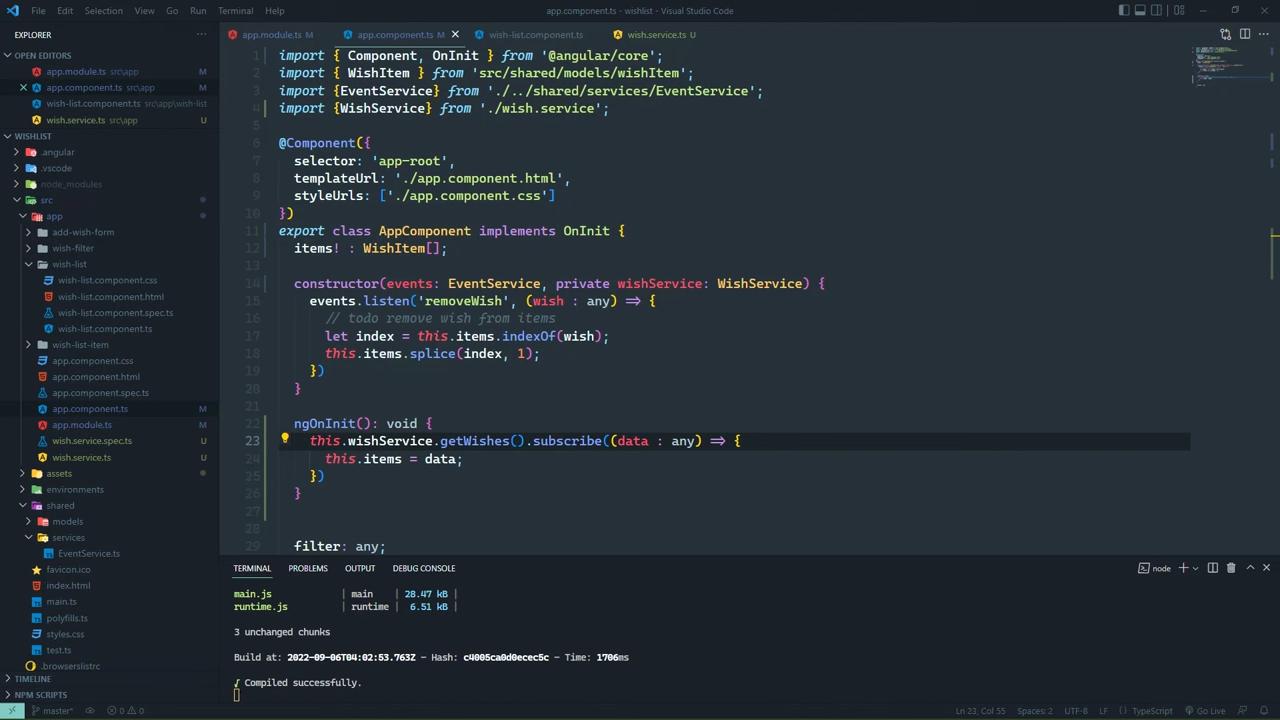 File Edit Selection View Go Run Terminal Help
app.component.ts - wishlist - Visual Studio Code
EXPLORER
OPEN EDITORS
app.module.ts src\app M
app.component.ts src\app M
wish-list.component.ts src\app\wish-list
wish.service.ts src\app U
WISHLIST
.angular
.vscode
node_modules
src
app
add-wish-form
wish-filter
wish-list
wish-list.component.css
wish-list.component.html
wish-list.component.spec.ts
wish-list.component.ts
wish-list-item
app.component.css
app.component.html
app.component.spec.ts
app.component.ts M
app.module.ts M
wish.service.spec.ts U
wish.service.ts U
assets
environments
shared
models
services
EventService.ts
favicon.ico
index.html
main.ts
polyfills.ts
styles.css
test.ts
.browserslistrc
TIMELINE
NPM SCRIPTS
app.module.ts M app.component.ts M wish-list.component.ts wish.service.ts U
1 import { Component, OnInit } from '@angular/core';
2 import { WishItem } from 'src/shared/models/wishItem';
3 import {EventService} from './../shared/services/EventService';
4 import {WishService} from './wish.service';
5
6 @Component({
7 selector: 'app-root',
8 templateUrl: './app.component.html',
9 styleUrls: ['./app.component.css']
10 })
11 export class AppComponent implements OnInit {
12 items! : WishItem[];
13
14 constructor(events: EventService, private wishService: WishService) {
15 events.listen('removeWish', (wish : any) => {
16 // todo remove wish from items
17 let index = this.items.indexOf(wish);
18 this.items.splice(index, 1);
19 })
20 }
21
22 ngOnInit(): void {
23 this.wishService.getWishes().subscribe((data : any) => {
24 this.items = data;
25 })
26 }
27
28
29 filter: any;
TERMINAL PROBLEMS OUTPUT DEBUG CONSOLE
node
main.js | main | 28.47 kB |
runtime.js | runtime | 6.51 kB |
3 unchanged chunks
Build at: 2022-09-06T04:02:53.763Z - Hash: c4005ca0d0ecec5c - Time: 1706ms
√ Compiled successfully.
master* 0 0
Ln 23, Col 55 Spaces: 2 UTF-8 LF { } TypeScript Go Live